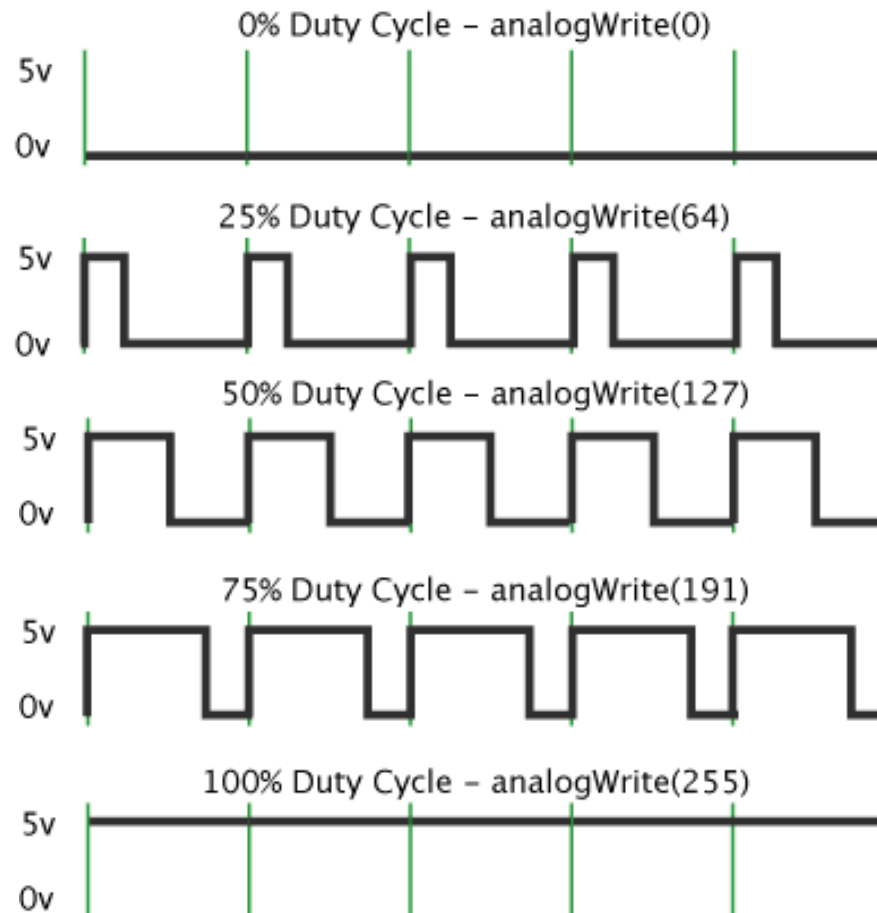 0% Duty Cycle – analogWrite(0)
5v
0v
25% Duty Cycle – analogWrite(64)
5v
0v
50% Duty Cycle – analogWrite(127)
5v
0v
75% Duty Cycle – analogWrite(191)
5v
0v
100% Duty Cycle – analogWrite(255)
5v
0v